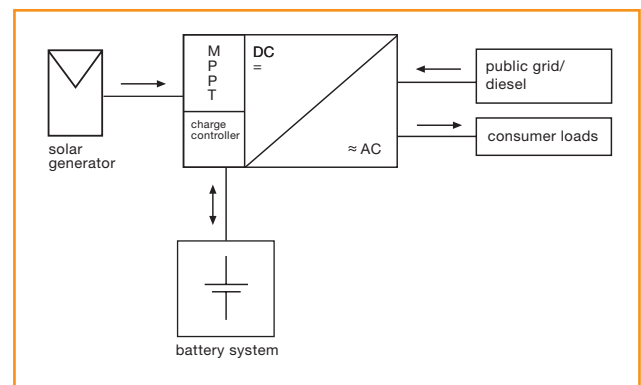 M
P
P
T
DC
=
public grid/
diesel
charge
controller
consumer loads
≈ AC
solar
generator
battery system